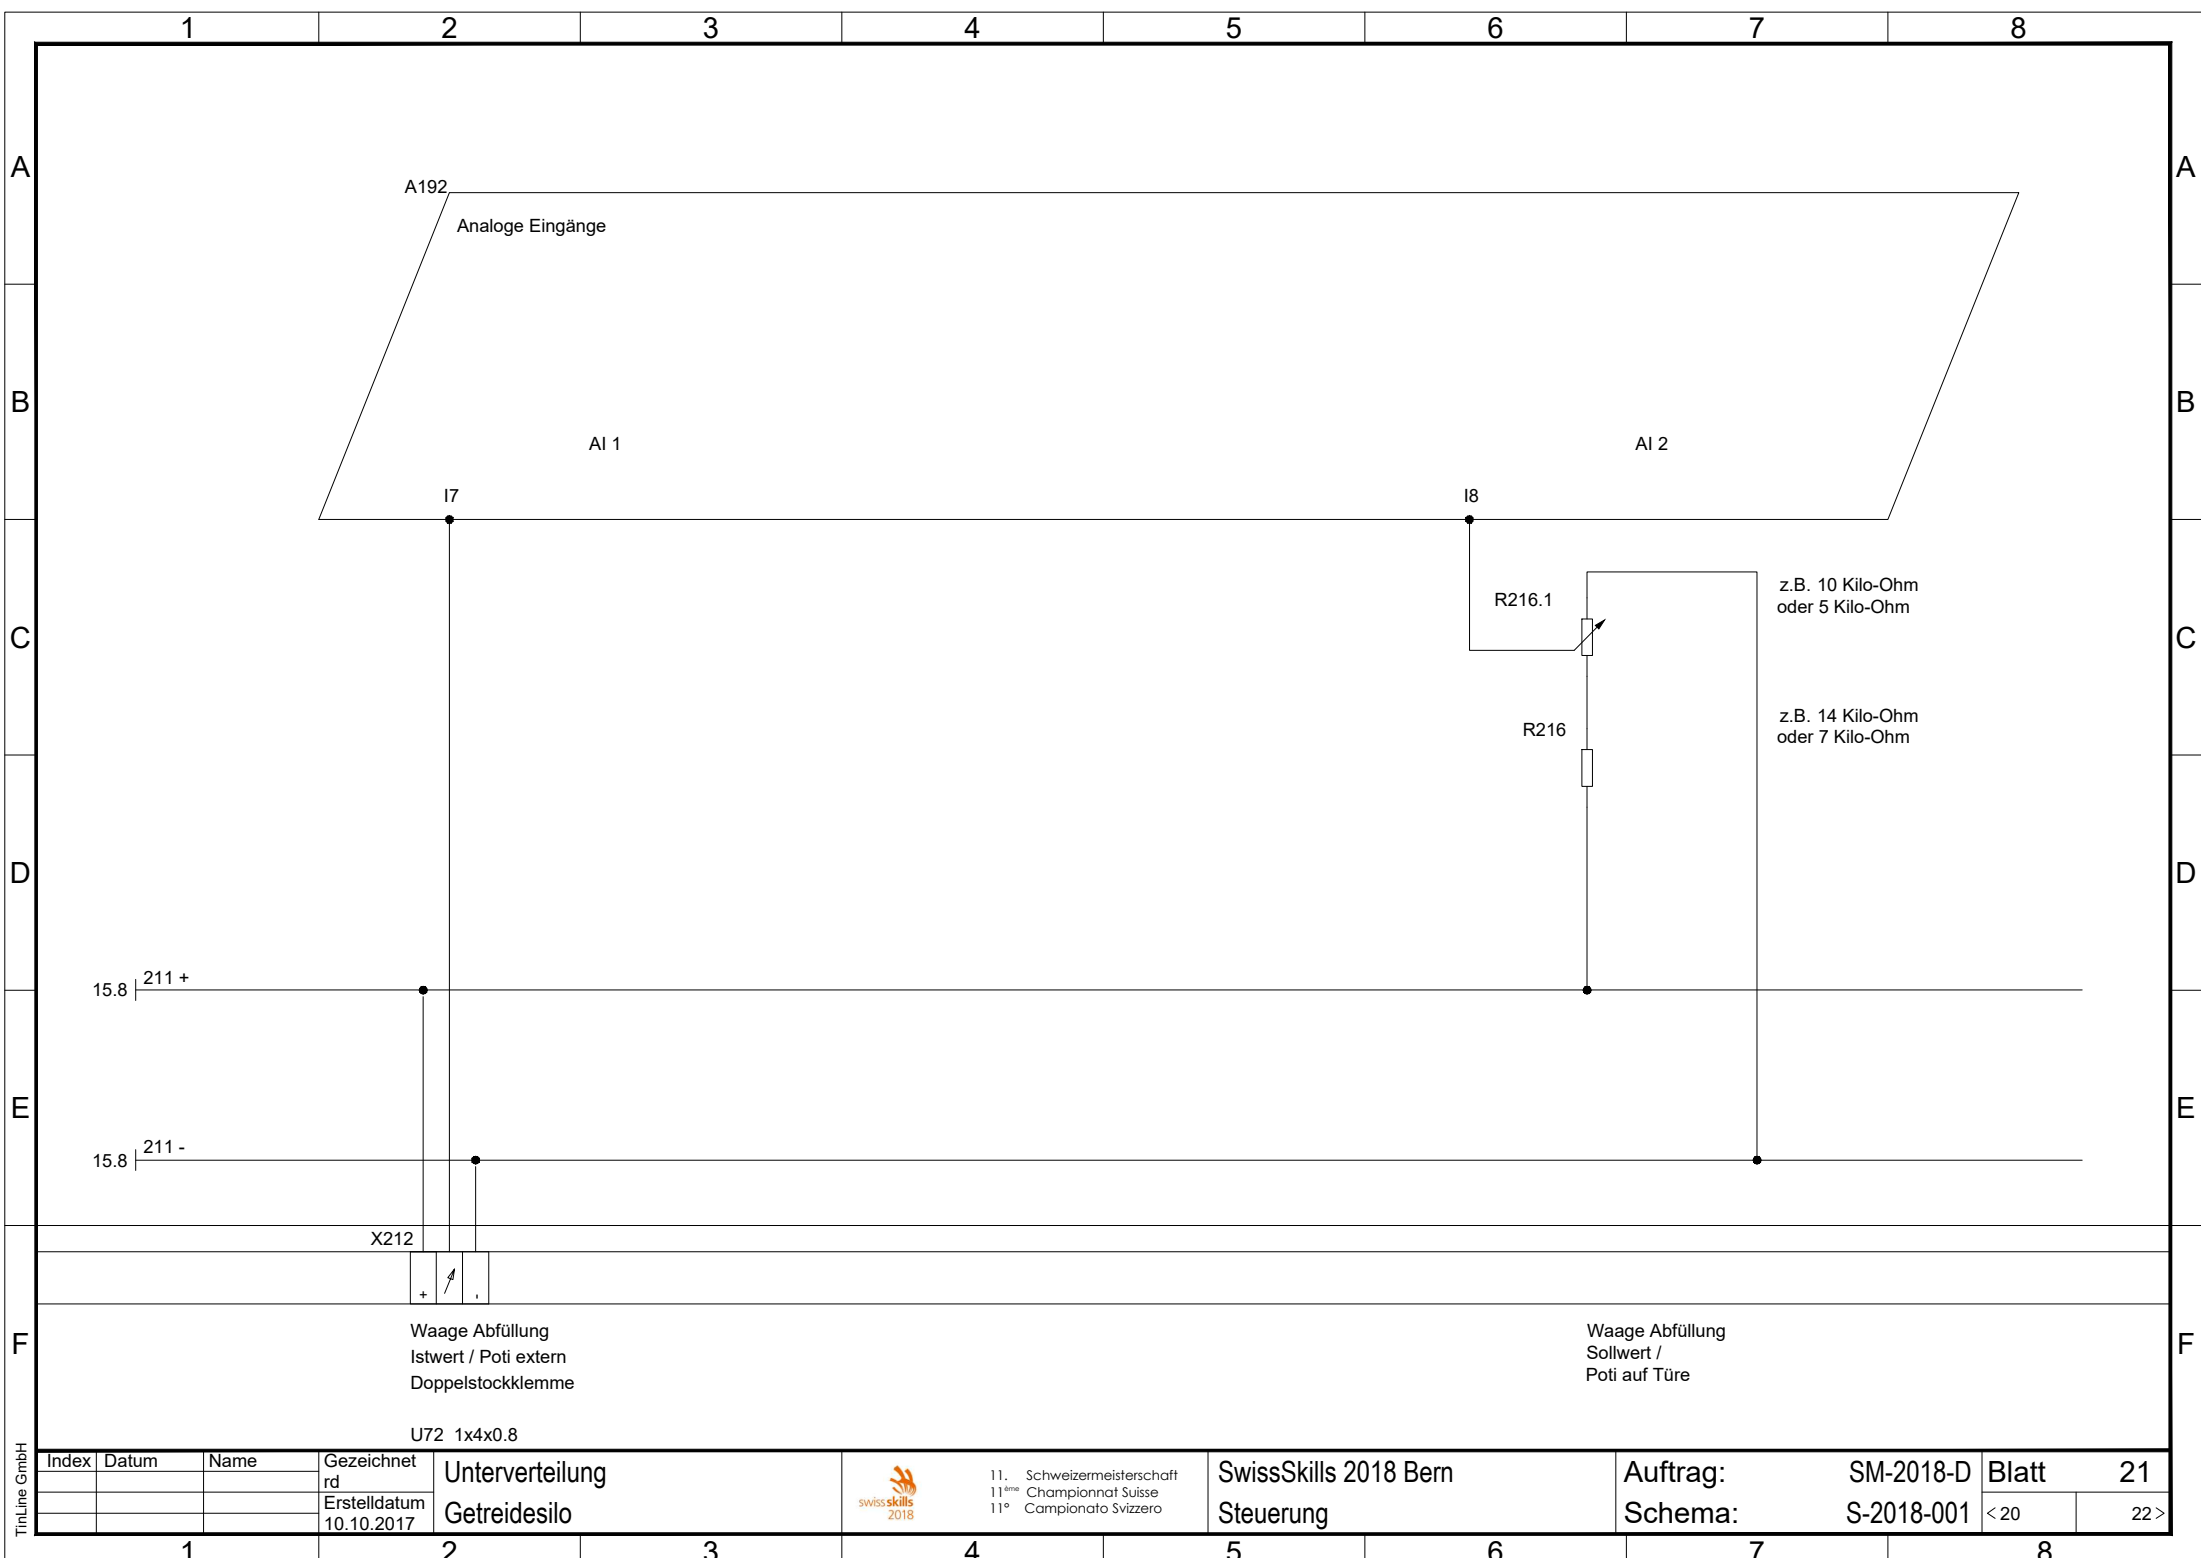 1 2 3 4 5 6 7 8
A A
A192
Analoge Eingänge
B B
AI 1 AI 2
I7 I8
C C
R216.1
z.B. 10 Kilo-Ohm
oder 5 Kilo-Ohm
R216
z.B. 14 Kilo-Ohm
oder 7 Kilo-Ohm
D D
15.8 211 +
E E
15.8 211 -
X212
+ -
F F
Waage Abfüllung
Istwert / Poti extern
Doppelstockklemme
U72 1x4x0.8
Waage Abfüllung
Sollwert /
Poti auf Türe
TinLine GmbH
Index Datum Name
Gezeichnet
rd
Erstelldatum
10.10.2017
Unterverteilung
Getreidesilo
swissskills
2018
11. Schweizermeisterschaft
11ème Championnat Suisse
11° Campionato Svizzero
SwissSkills 2018 Bern
Steuerung
Auftrag: SM-2018-D
Schema: S-2018-001
Blatt 21
< 20 22 >
1 2 3 4 5 6 7 8